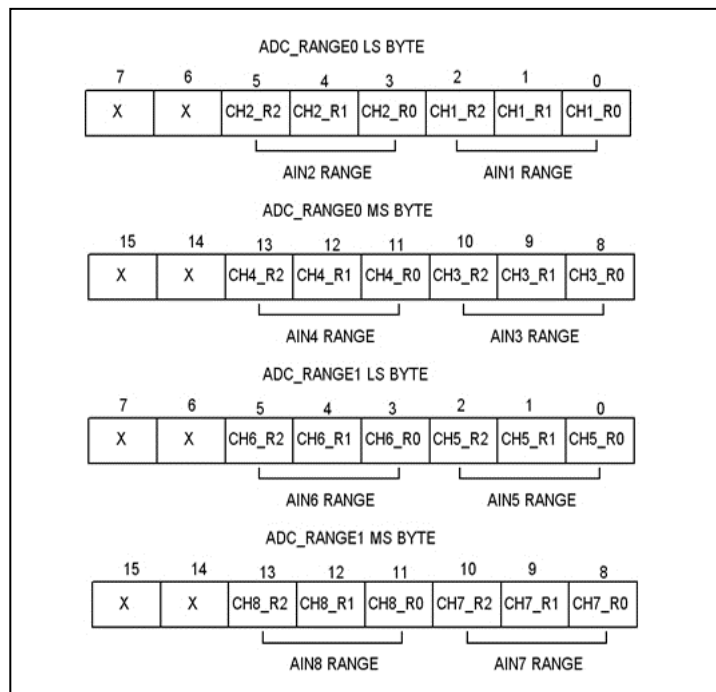 ADC_RANGE0 LS BYTE
7 6 5 4 3 2 1 0
X X CH2_R2 CH2_R1 CH2_R0 CH1_R2 CH1_R1 CH1_R0
AIN2 RANGE AIN1 RANGE
ADC_RANGE0 MS BYTE
15 14 13 12 11 10 9 8
X X CH4_R2 CH4_R1 CH4_R0 CH3_R2 CH3_R1 CH3_R0
AIN4 RANGE AIN3 RANGE
ADC_RANGE1 LS BYTE
7 6 5 4 3 2 1 0
X X CH6_R2 CH6_R1 CH6_R0 CH5_R2 CH5_R1 CH5_R0
AIN6 RANGE AIN5 RANGE
ADC_RANGE1 MS BYTE
15 14 13 12 11 10 9 8
X X CH8_R2 CH8_R1 CH8_R0 CH7_R2 CH7_R1 CH7_R0
AIN8 RANGE AIN7 RANGE